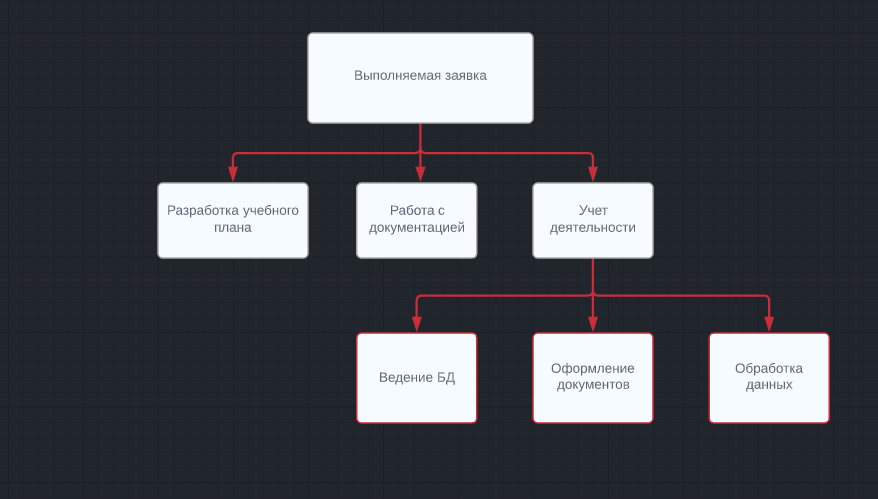 Выполняемая заявка
Разработка учебного
плана
Работа с
документацией
Учет
деятельности
Ведение БД
Оформление
документов
Обработка
данных